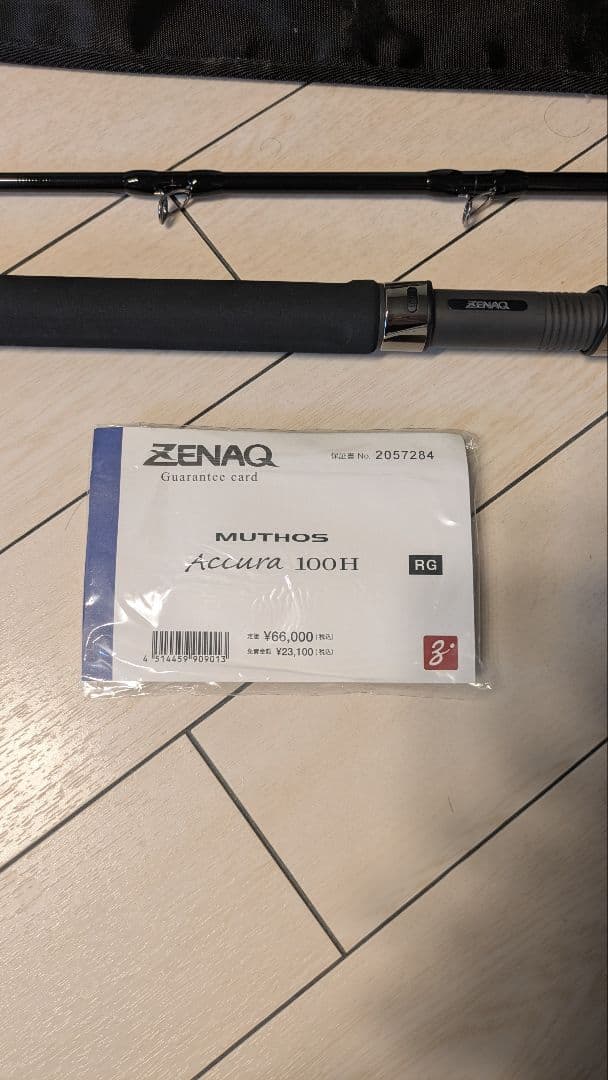 ZENAQ
ZENAQ
Guarantee card
保証書 No. 2057284
MUTHOS
Accura 100H
RG
4 514459 909013
定価 ¥66,000(税込)
免責金額 ¥23,100(税込)